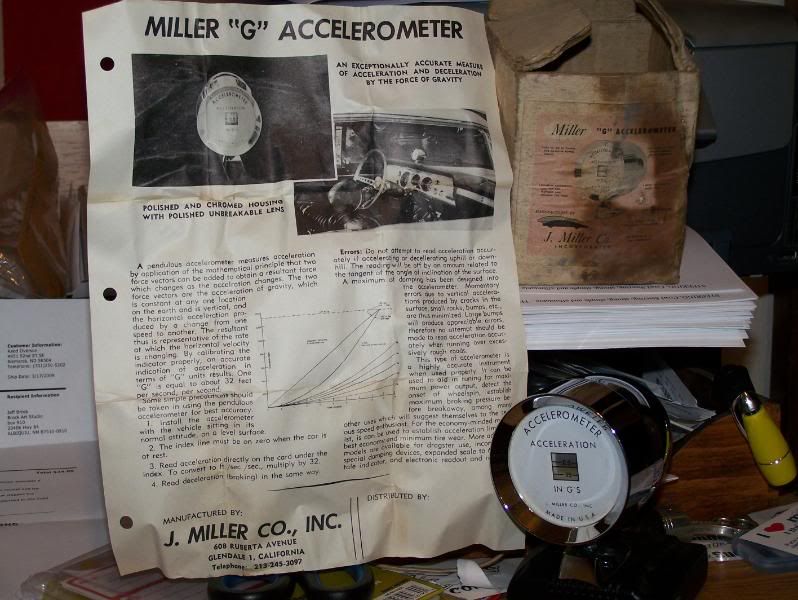 MILLER "G" ACCELEROMETER
AN EXCEPTIONALLY ACCURATE MEASURE
OF ACCELERATION AND DECELERATION
BY THE FORCE OF GRAVITY
POLISHED AND CHROMED HOUSING
WITH POLISHED UNBREAKABLE LENS
A pendulous accelerometer measures acceleration
by application of the mathematical principle that two
force vectors can be added to obtain a resultant force
which changes as the acceleration changes. The two
force vectors are the acceleration of gravity, which
is constant at any one location
on the earth is vertical, and
the horizontal acceleration pro-
duced by a change from one
speed to another. The resultant
thus is representative of the rate
at which the horizontal velocity
is changing. By calibrating the
indicator properly, an accurate
indication of acceleration in
terms of "G" units results. One
"G" is equal to about 32 feet
per second, per second.
Some simple precautions should
be taken in using the pendulous
accelerometer for best accuracy:
1. Install the accelerometer
with the vehicle sitting in its
normal attitude, on a level surface.
2. The index line must be on zero when the car is
at rest.
3. Read acceleration directly on the card under the
index. To convert to ft./sec./sec., multiply by 32.
4. Read deceleration (braking) in the same way.
Errors: Do not attempt to read acceleration accur-
ately if accelerating or decelerating uphill or down-
hill. The reading will be off by an amount related to
the tangent of the angle of inclination of the surface.
A maximum of damping has been designed into
the accelerometer. Momentary
errors due to vertical accelera-
tions produced by cracks in the
surface, small rocks, bumps, etc.,
are thus minimized. Large bumps
will produce appreciable errors,
therefore no attempt should be
made to read acceleration accur-
ately when running over exces-
sively rough roads.
This type of accelerometer is
a highly accurate instrument
when used properly. It can be
used to aid in tuning for maxi-
mum power output, detect the
onset of wheelspin, establish
maximum braking pressure be-
fore breakaway, among many
other uses which will suggest themselves to the
ous speed enthusiast. For the economy-minded
ist, is can be used to establish acceleration
best economy and minimum tire wear. More
models are available for dragster use, incor
special damping devices, expanded scale to
tale indicator, and electronic readout and
MANUFACTURED BY:
J. MILLER CO., INC.
608 RUBERTA AVENUE
GLENDALE 1, CALIFORNIA
Telephone: 213-245-3097
DISTRIBUTED BY:
Miller "G" ACCELEROMETER
J. Miller Co.
INCORPORATED
ACCELEROMETER
ACCELERATION
IN G'S
J. MILLER CO., INC.
MADE IN U.S.A.
Customer Information:
Ship Date:
Recipient Information
I